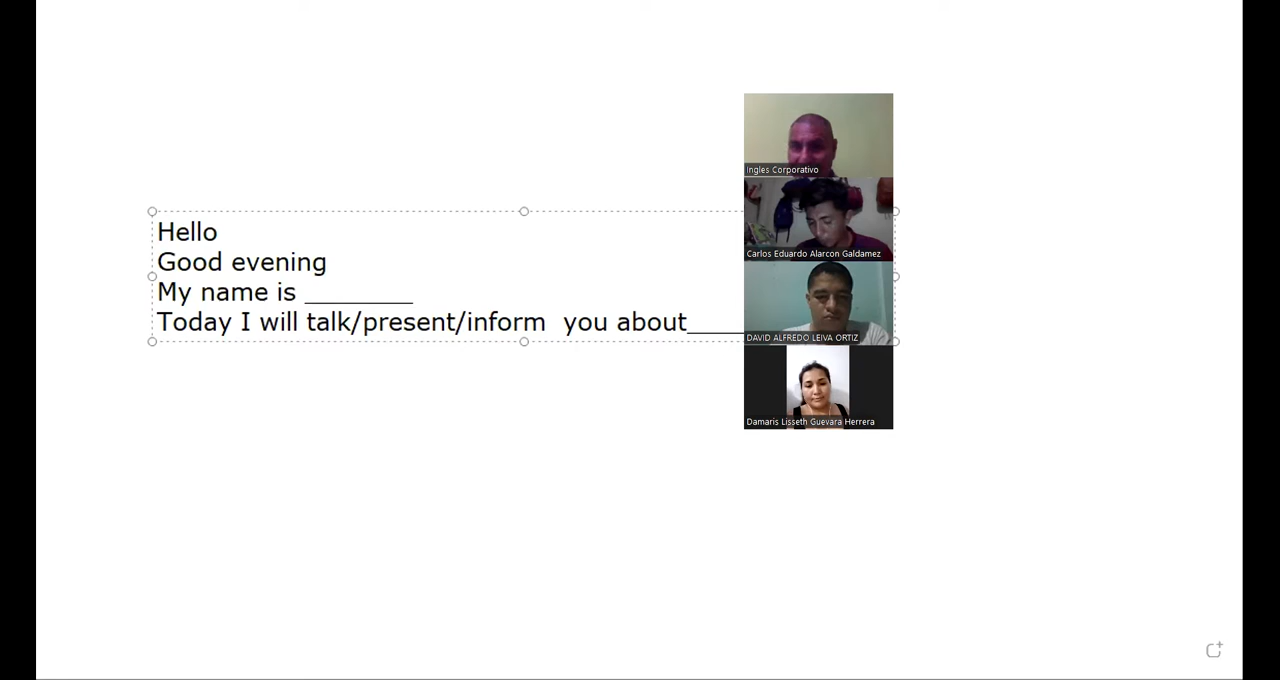 Hello
Good evening
My name is ________
Today I will talk/present/inform  you about____
Ingles Corporativo
Carlos Eduardo Alarcon Galdamez
DAVID ALFREDO LEIVA ORTIZ
Damaris Lisseth Guevara Herrera